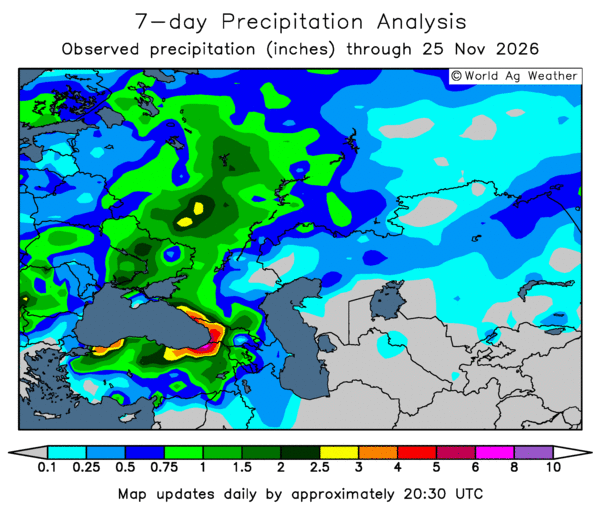 7-day Precipitation Analysis
Observed precipitation (inches) through 25 Nov 2026
© World Ag Weather
0.1 0.25 0.5 0.75 1 1.5 2 2.5 3 4 5 6 8 10
Map updates daily by approximately 20:30 UTC